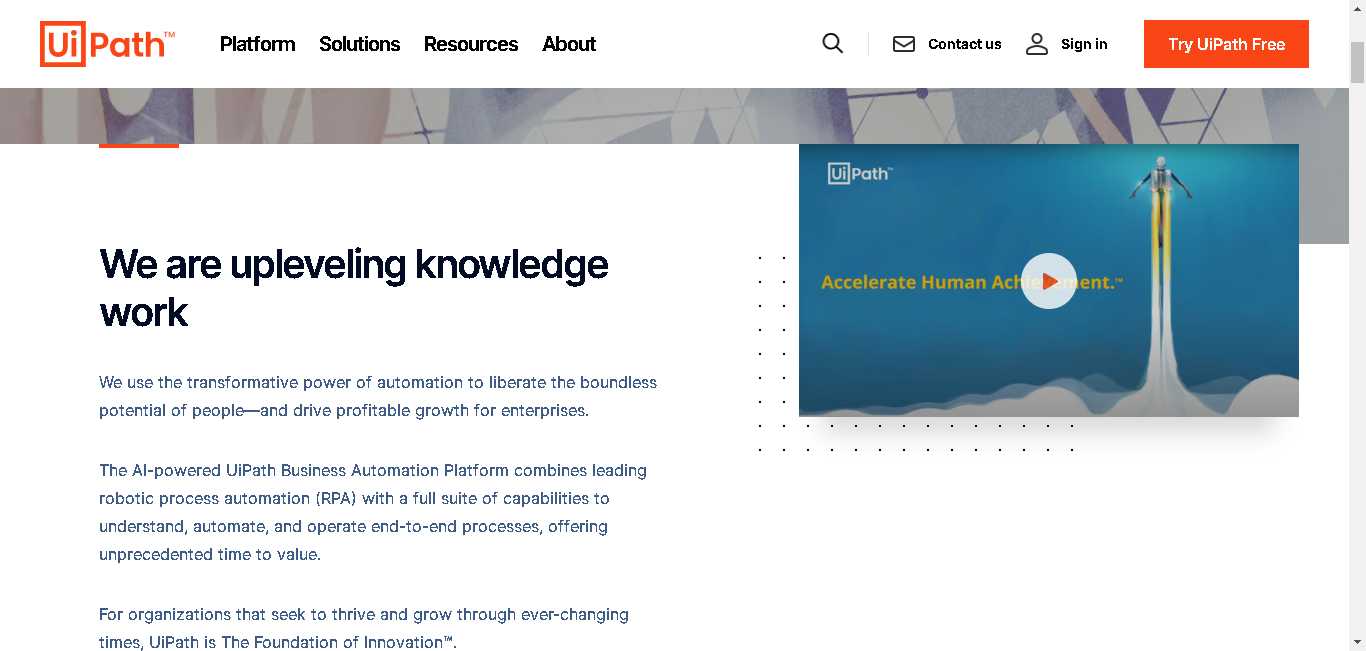 UiPath™
Platform Solutions Resources About
Contact us Sign in Try UiPath Free
UiPath™
Accelerate Human Achi
ment.™
We are upleveling knowledge
work
We use the transformative power of automation to liberate the boundless
potential of people—and drive profitable growth for enterprises.
The AI-powered UiPath Business Automation Platform combines leading
robotic process automation (RPA) with a full suite of capabilities to
understand, automate, and operate end-to-end processes, offering
unprecedented time to value.
For organizations that seek to thrive and grow through ever-changing
times, UiPath is The Foundation of Innovation™.